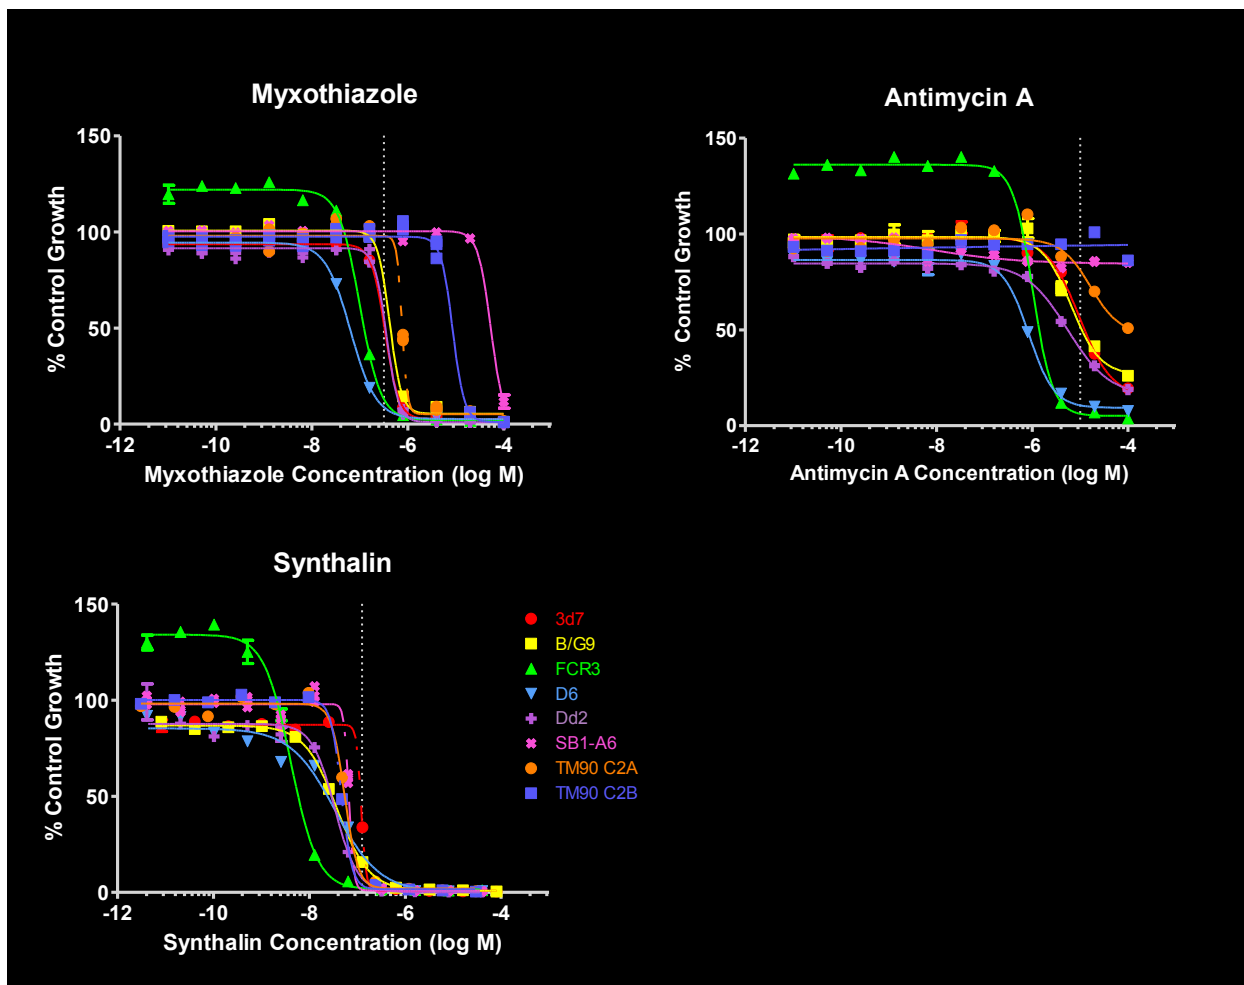 Myxothiazole
150
100
50
0
% Control Growth
-12
-10
-8
-6
-4
Myxothiazole Concentration (log M)
Antimycin A
150
100
50
0
% Control Growth
-12
-10
-8
-6
-4
Antimycin A Concentration (log M)
Synthalin
150
100
50
0
% Control Growth
-12
-10
-8
-6
-4
Synthalin Concentration (log M)
3d7
B/G9
FCR3
D6
Dd2
SB1-A6
TM90 C2A
TM90 C2B